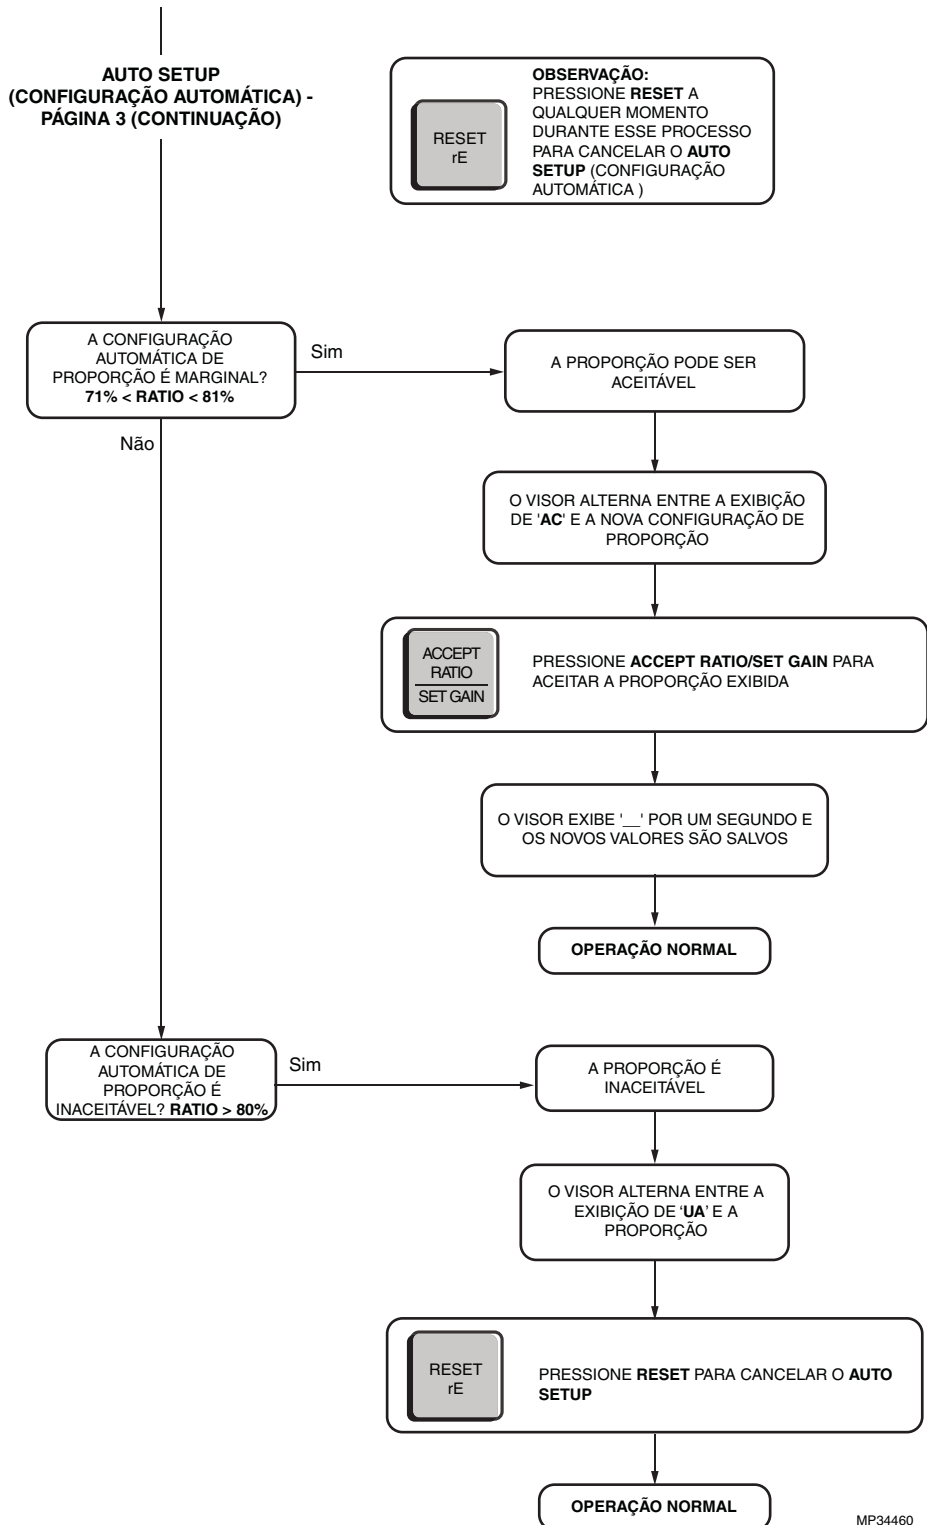 AUTO SETUP
(CONFIGURAÇÃO AUTOMÁTICA) -
PÁGINA 3 (CONTINUAÇÃO)
RESET
rE
OBSERVAÇÃO:
PRESSIONE RESET A
QUALQUER MOMENTO
DURANTE ESSE PROCESSO
PARA CANCELAR O AUTO
SETUP (CONFIGURAÇÃO
AUTOMÁTICA )
A CONFIGURAÇÃO
AUTOMÁTICA DE
PROPORÇÃO É MARGINAL?
71% < RATIO < 81%
Sim
A PROPORÇÃO PODE SER
ACEITÁVEL
Não
O VISOR ALTERNA ENTRE A EXIBIÇÃO
DE 'AC' E A NOVA CONFIGURAÇÃO DE
PROPORÇÃO
ACCEPT
RATIO
SET GAIN
PRESSIONE ACCEPT RATIO/SET GAIN PARA
ACEITAR A PROPORÇÃO EXIBIDA
O VISOR EXIBE '__' POR UM SEGUNDO E
OS NOVOS VALORES SÃO SALVOS
OPERAÇÃO NORMAL
A CONFIGURAÇÃO
AUTOMÁTICA DE
PROPORÇÃO É
INACEITÁVEL? RATIO > 80%
Sim
A PROPORÇÃO É
INACEITÁVEL
O VISOR ALTERNA ENTRE A
EXIBIÇÃO DE ‘UA’ E A
PROPORÇÃO
RESET
rE
PRESSIONE RESET PARA CANCELAR O AUTO
SETUP
OPERAÇÃO NORMAL
MP34460